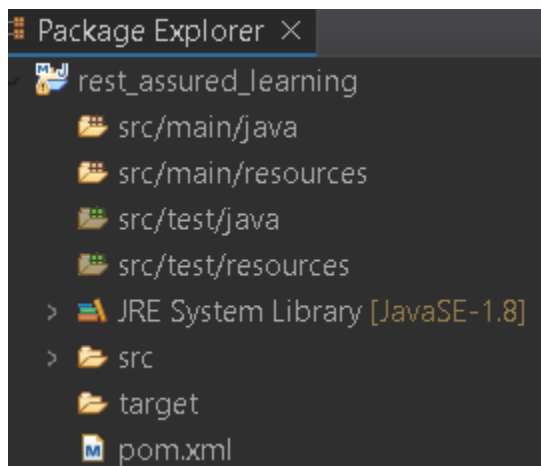 Package Explorer
rest_assured_learning
src/main/java
src/main/resources
src/test/java
src/test/resources
JRE System Library [JavaSE-1.8]
src
target
pom.xml